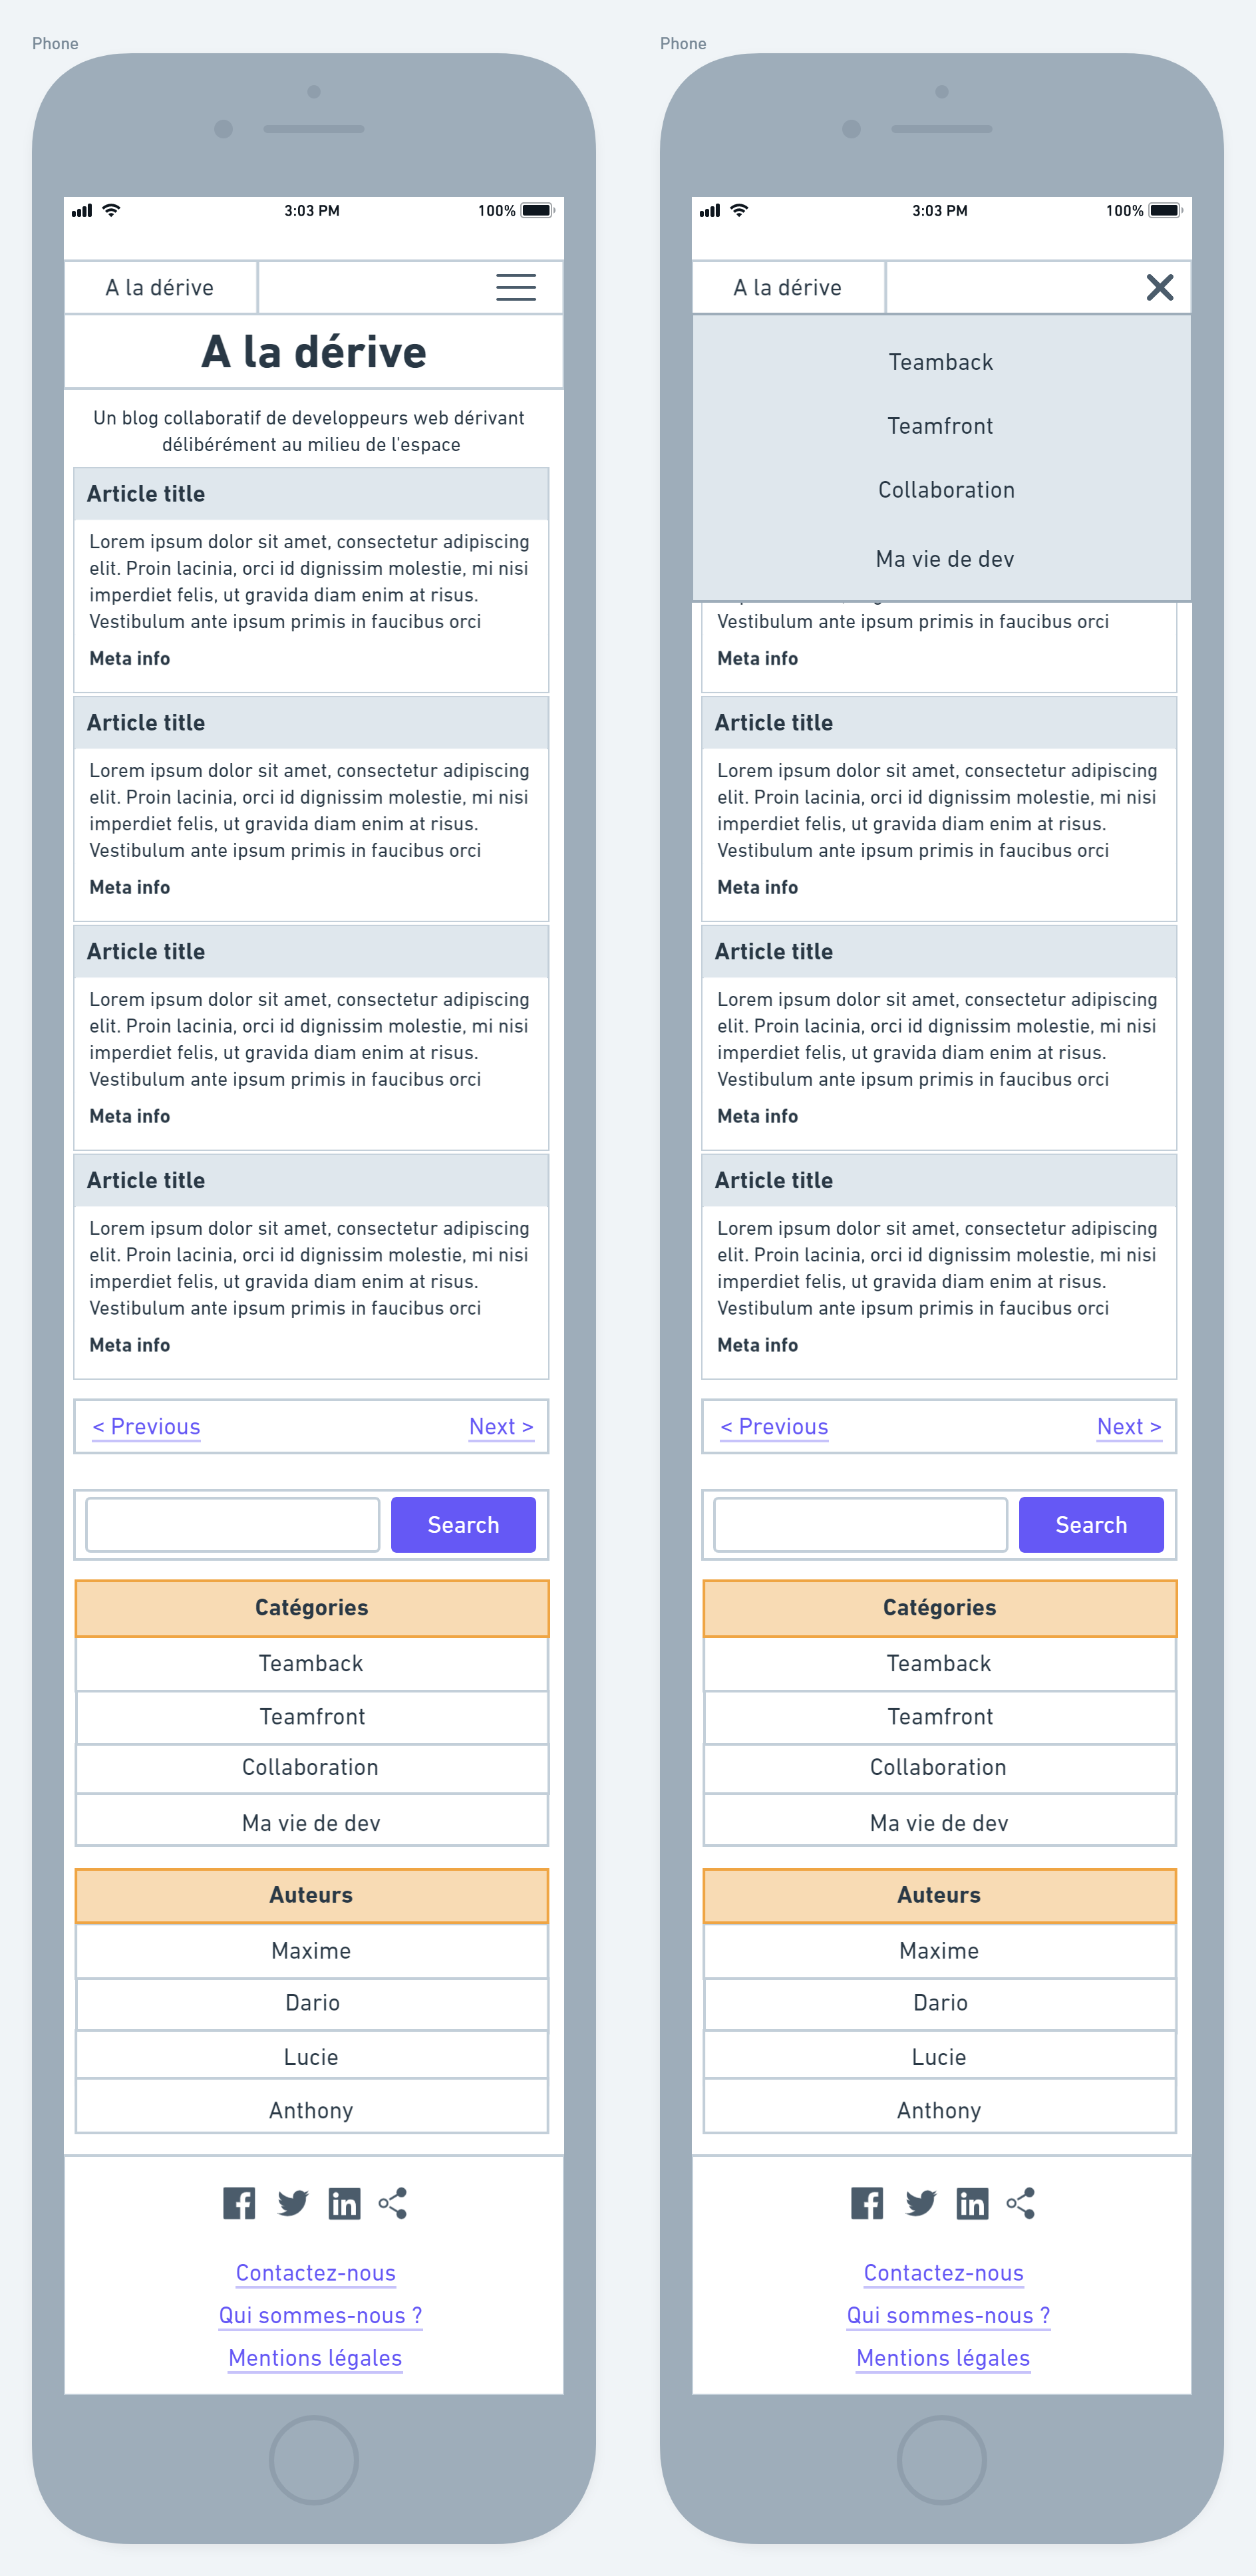 Phone
3:03 PM
100%
A la dérive
A la dérive
Un blog collaboratif de developpeurs web dérivant
délibérément au milieu de l'espace
Article title
Lorem ipsum dolor sit amet, consectetur adipiscing
elit. Proin lacinia, orci id dignissim molestie, mi nisi
imperdiet felis, ut gravida diam enim at risus.
Vestibulum ante ipsum primis in faucibus orci
Meta info
Article title
Lorem ipsum dolor sit amet, consectetur adipiscing
elit. Proin lacinia, orci id dignissim molestie, mi nisi
imperdiet felis, ut gravida diam enim at risus.
Vestibulum ante ipsum primis in faucibus orci
Meta info
Article title
Lorem ipsum dolor sit amet, consectetur adipiscing
elit. Proin lacinia, orci id dignissim molestie, mi nisi
imperdiet felis, ut gravida diam enim at risus.
Vestibulum ante ipsum primis in faucibus orci
Meta info
Article title
Lorem ipsum dolor sit amet, consectetur adipiscing
elit. Proin lacinia, orci id dignissim molestie, mi nisi
imperdiet felis, ut gravida diam enim at risus.
Vestibulum ante ipsum primis in faucibus orci
Meta info
< Previous
Next >
Search
Catégories
Teamback
Teamfront
Collaboration
Ma vie de dev
Auteurs
Maxime
Dario
Lucie
Anthony
Contactez-nous
Qui sommes-nous ?
Mentions légales
Phone
3:03 PM
100%
A la dérive
Teamback
Teamfront
Collaboration
Ma vie de dev
Vestibulum ante ipsum primis in faucibus orci
Meta info
Article title
Lorem ipsum dolor sit amet, consectetur adipiscing
elit. Proin lacinia, orci id dignissim molestie, mi nisi
imperdiet felis, ut gravida diam enim at risus.
Vestibulum ante ipsum primis in faucibus orci
Meta info
Article title
Lorem ipsum dolor sit amet, consectetur adipiscing
elit. Proin lacinia, orci id dignissim molestie, mi nisi
imperdiet felis, ut gravida diam enim at risus.
Vestibulum ante ipsum primis in faucibus orci
Meta info
Article title
Lorem ipsum dolor sit amet, consectetur adipiscing
elit. Proin lacinia, orci id dignissim molestie, mi nisi
imperdiet felis, ut gravida diam enim at risus.
Vestibulum ante ipsum primis in faucibus orci
Meta info
< Previous
Next >
Search
Catégories
Teamback
Teamfront
Collaboration
Ma vie de dev
Auteurs
Maxime
Dario
Lucie
Anthony
Contactez-nous
Qui sommes-nous ?
Mentions légales